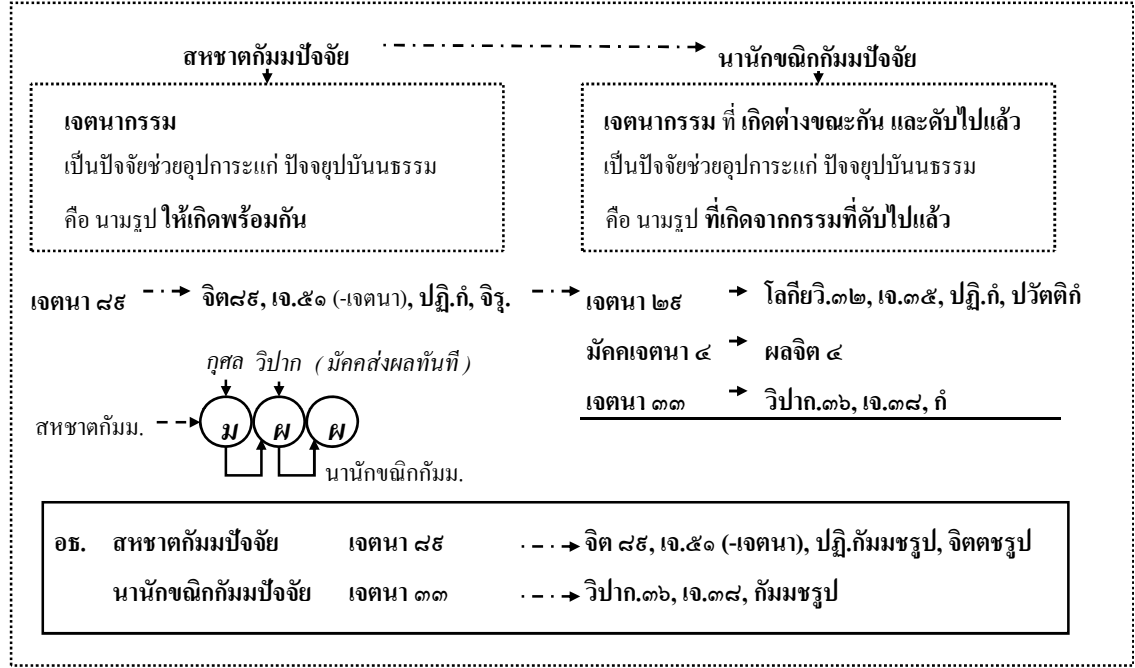 สหชาตกัมมปัจจัย
นานักขณิกกัมมปัจจัย
เจตนากรรม
เป็นปัจจัยช่วยอุปการะแก่ ปัจจยุปบันนธรรม
คือ นามรูป ให้เกิดพร้อมกัน
เจตนากรรม ที่ เกิดต่างขณะกัน และดับไปแล้ว
เป็นปัจจัยช่วยอุปการะแก่ ปัจจยุปบันนธรรม
คือ นามรูป ที่เกิดจากกรรมที่ดับไปแล้ว
เจตนา ๘๙ จิต๘๙, เจ.๕๑ (-เจตนา), ปฏิ.กํ, จิรุ. เจตนา ๒๙ โลกียวิ.๓๒, เจ.๓๕, ปฏิ.กํ, ปวัตติกํ
มัคคเจตนา ๔ ผลจิต ๔
เจตนา ๓๓ วิปาก.๓๖, เจ.๓๘, กํ
กุศล วิปาก ( มัคคส่งผลทันที )
สหชาตกัมม. ม ผ ผ
นานักขณิกกัมม.
อธ. สหชาตกัมมปัจจัย เจตนา ๘๙ จิต ๘๙, เจ.๕๑ (-เจตนา), ปฏิ.กัมมชรูป, จิตตชรูป
นานักขณิกกัมมปัจจัย เจตนา ๓๓ วิปาก.๓๖, เจ.๓๘, กัมมชรูป